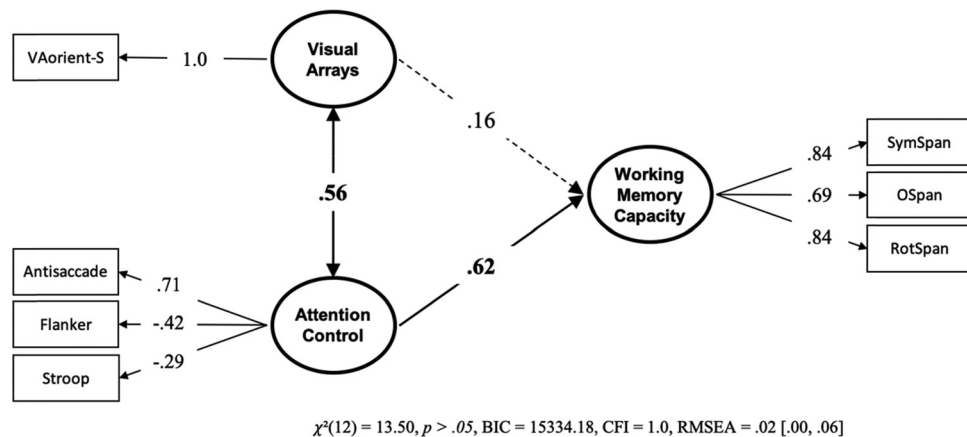 VAorient-S
1.0
Visual
Arrays
.16
.56
Working
Memory
Capacity
.84
.69
.84
SymSpan
OSpan
RotSpan
Antisaccade
Flanker
Stroop
.71
-.42
-.29
Attention
Control
.62
χ²(12) = 13.50, p > .05, BIC = 15334.18, CFI = 1.0, RMSEA = .02 [.00, .06]